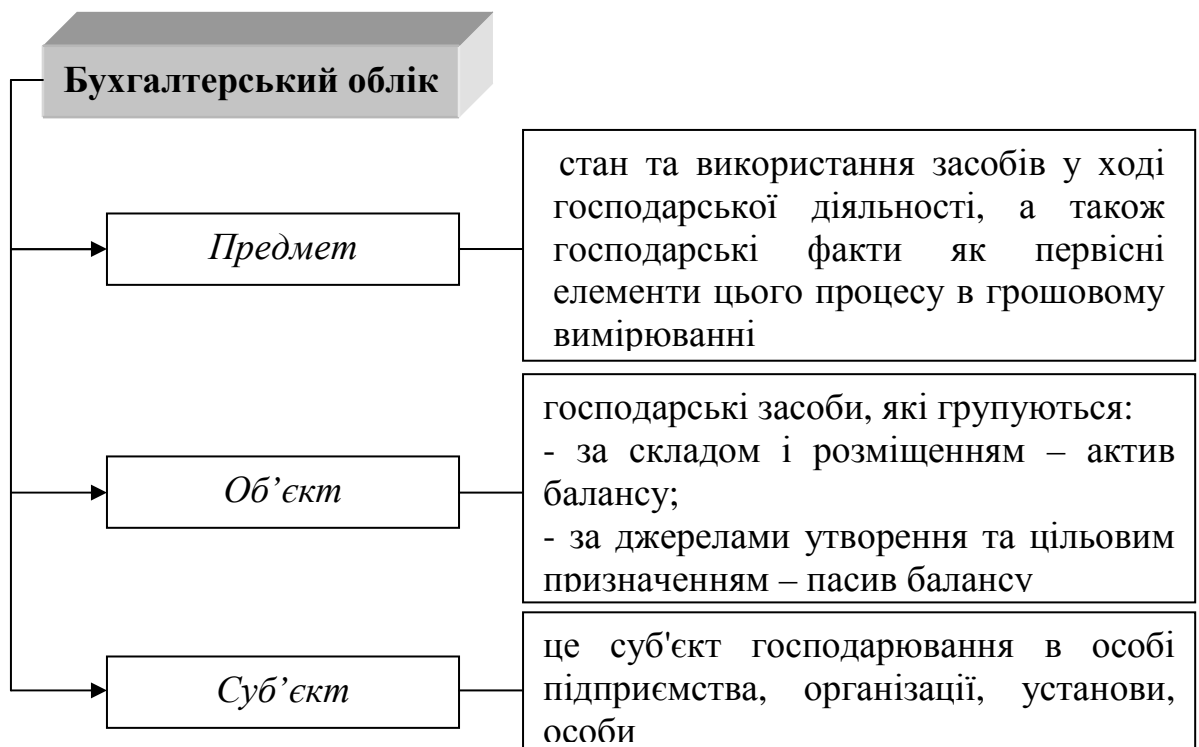 Бухгалтерський облік
Предмет
стан та використання засобів у ході
господарської діяльності, а також
господарські факти як первісні
елементи цього процесу в грошовому
вимірюванні
Об’єкт
господарські засоби, які групуються:
- за складом і розміщенням – актив
балансу;
- за джерелами утворення та цільовим
призначенням – пасив балансу
Суб’єкт
це суб'єкт господарювання в особі
підприємства, організації, установи,
особи